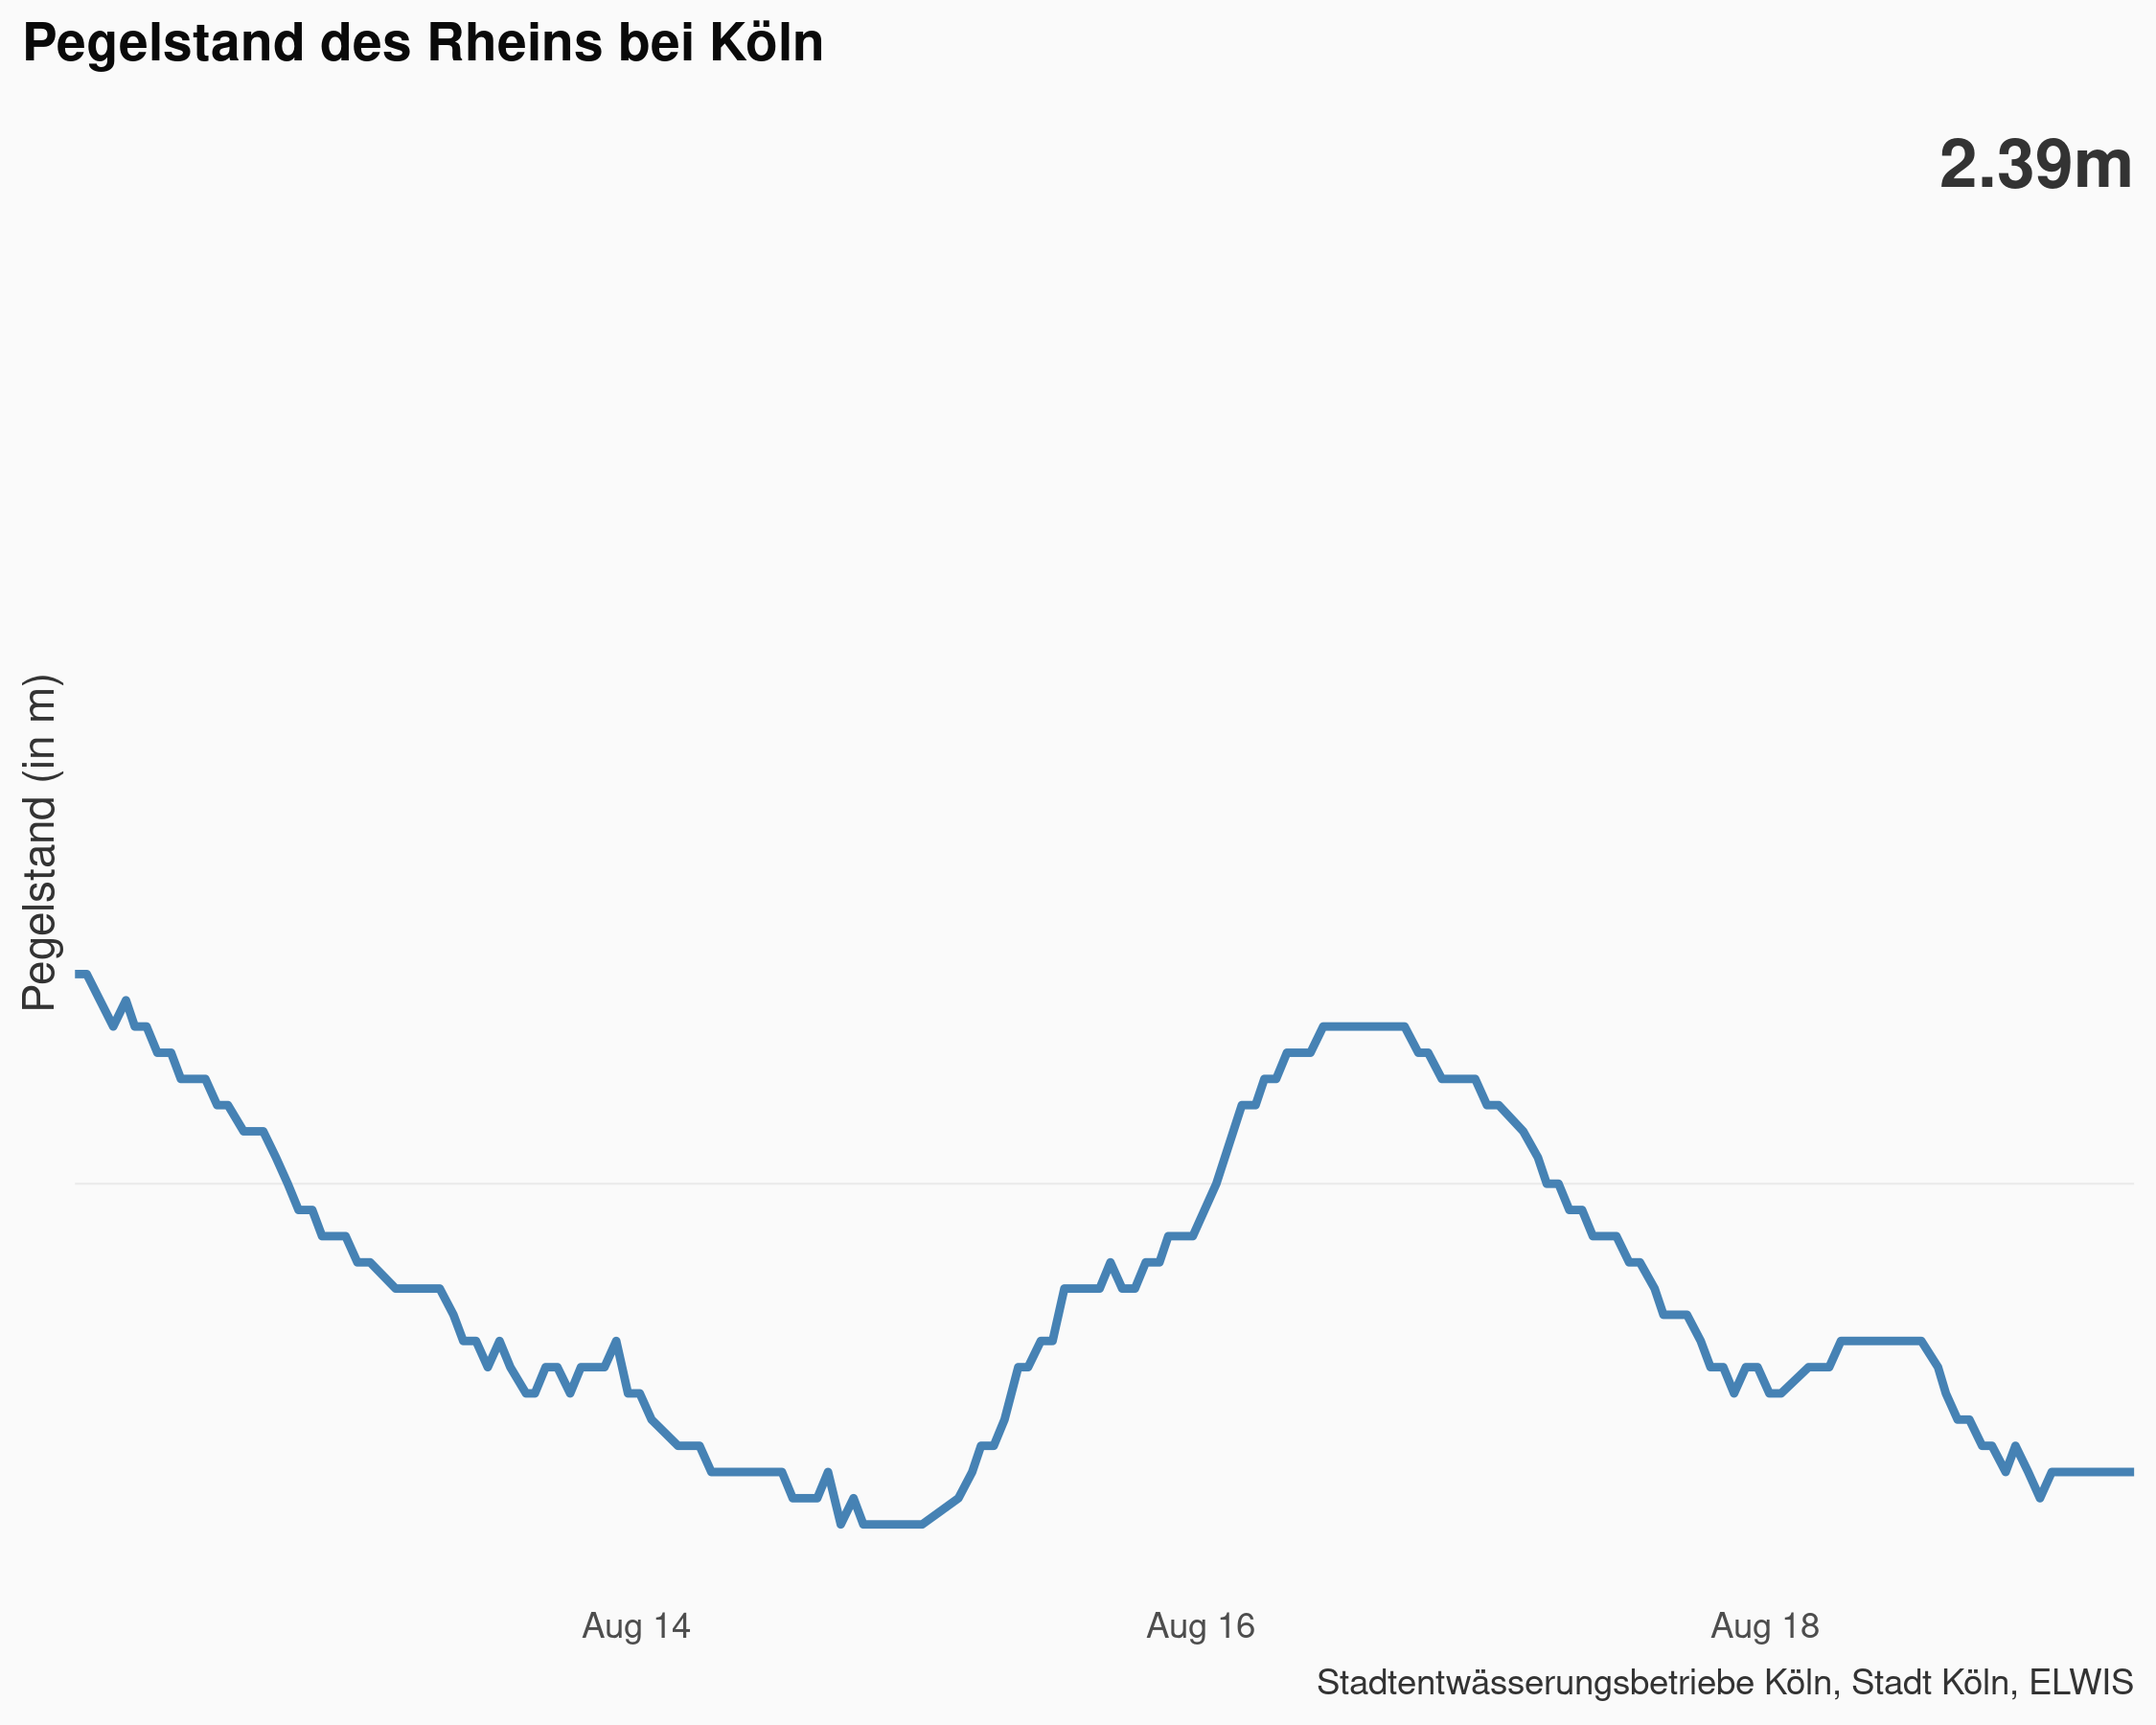 Pegelstand des Rheins bei Köln
2.39m
Pegelstand (in m)
Aug 14
Aug 16
Aug 18
Stadtentwässerungsbetriebe Köln, Stadt Köln, ELWIS